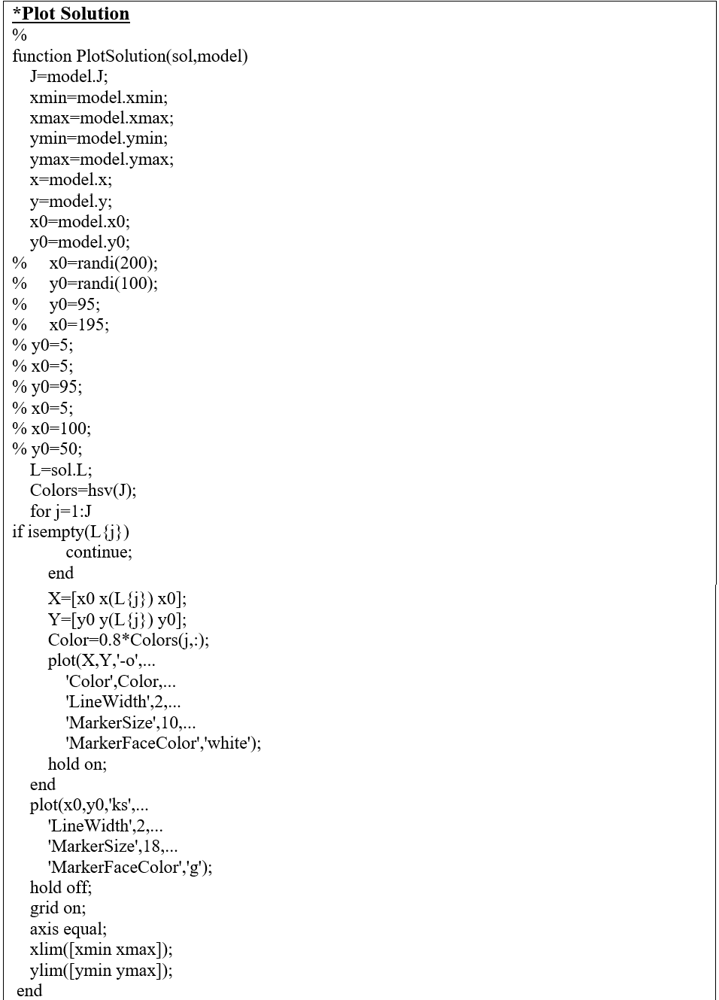 *Plot Solution
%
function PlotSolution(sol,model)
J=model.J;
xmin=model.xmin;
xmax=model.xmax;
ymin=model.ymin;
ymax=model.ymax;
x=model.x;
y=model.y;
x0=model.x0;
y0=model.y0;
% x0=randi(200);
% y0=randi(100);
% y0=95;
% x0=195;
% y0=5;
% x0=5;
% y0=95;
% x0=5;
% x0=100;
% y0=50;
L=sol.L;
Colors=hsv(J);
for j=1:J
if isempty(L{j})
continue;
end
X=[x0 x(L{j}) x0];
Y=[y0 y(L{j}) y0];
Color=0.8*Colors(j,:);
plot(X,Y,'-o',...
'Color',Color,...
'LineWidth',2,...
'MarkerSize',10,...
'MarkerFaceColor','white');
hold on;
end
plot(x0,y0,'ks',...
'LineWidth',2,...
'MarkerSize',18,...
'MarkerFaceColor','g');
hold off;
grid on;
axis equal;
xlim([xmin xmax]);
ylim([ymin ymax]);
end